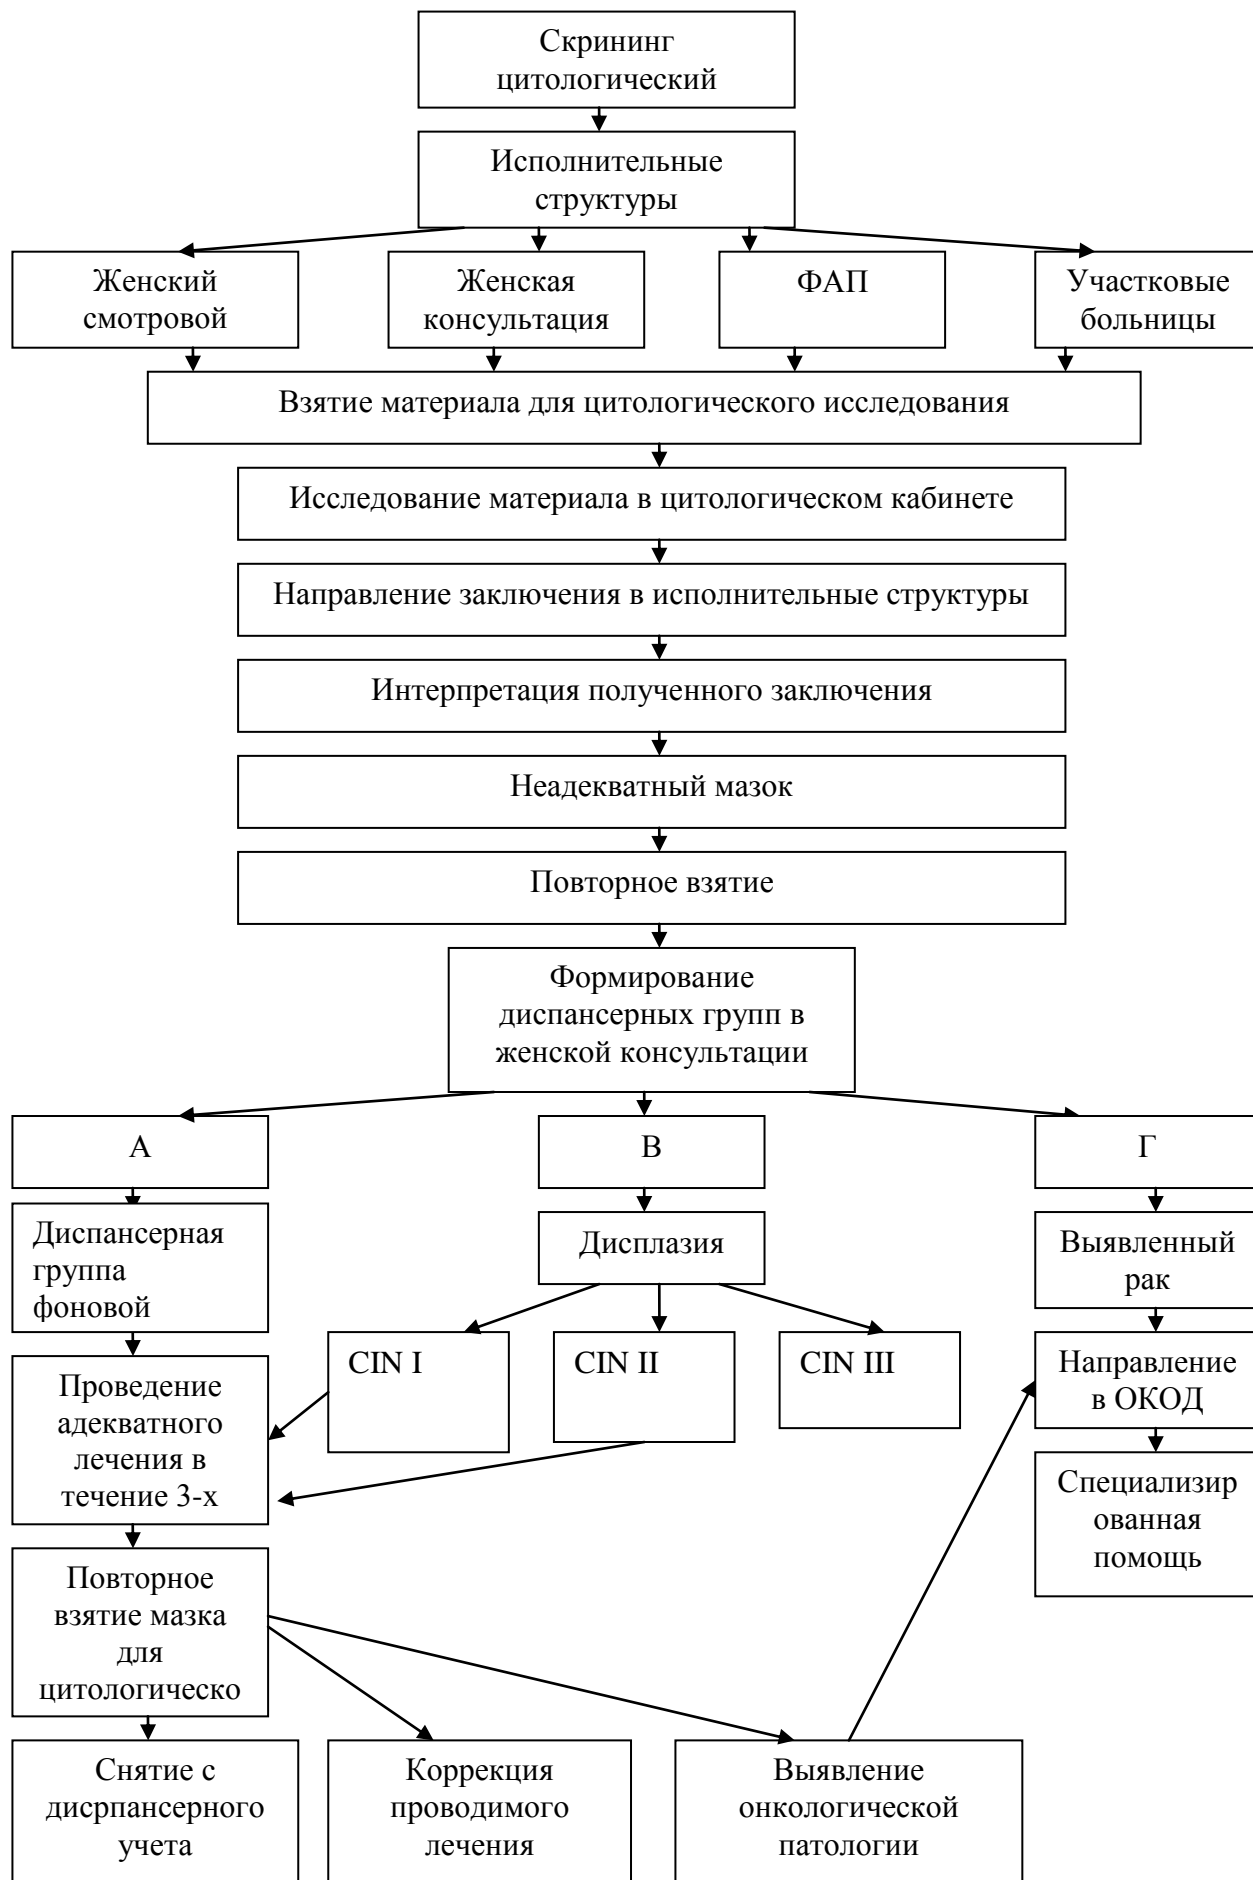 Скрининг
цитологический
Исполнительные
структуры
Женский
смотровой
Женская
консультация
ФАП
Участковые
больницы
Взятие материала для цитологического исследования
Исследование материала в цитологическом кабинете
Направление заключения в исполнительные структуры
Интерпретация полученного заключения
Неадекватный мазок
Повторное взятие
Формирование
диспансерных групп в
женской консультации
А
В
Г
Диспансерная
группа
фоновой
Дисплазия
Выявленный
рак
CIN I
CIN II
CIN III
Проведение
адекватного
лечения в
течение 3-х
Направление
в ОКОД
Специализир
ованная
помощь
Повторное
взятие мазка
для
цитологическо
Снятие с
дисрпансерного
учета
Коррекция
проводимого
лечения
Выявление
онкологической
патологии